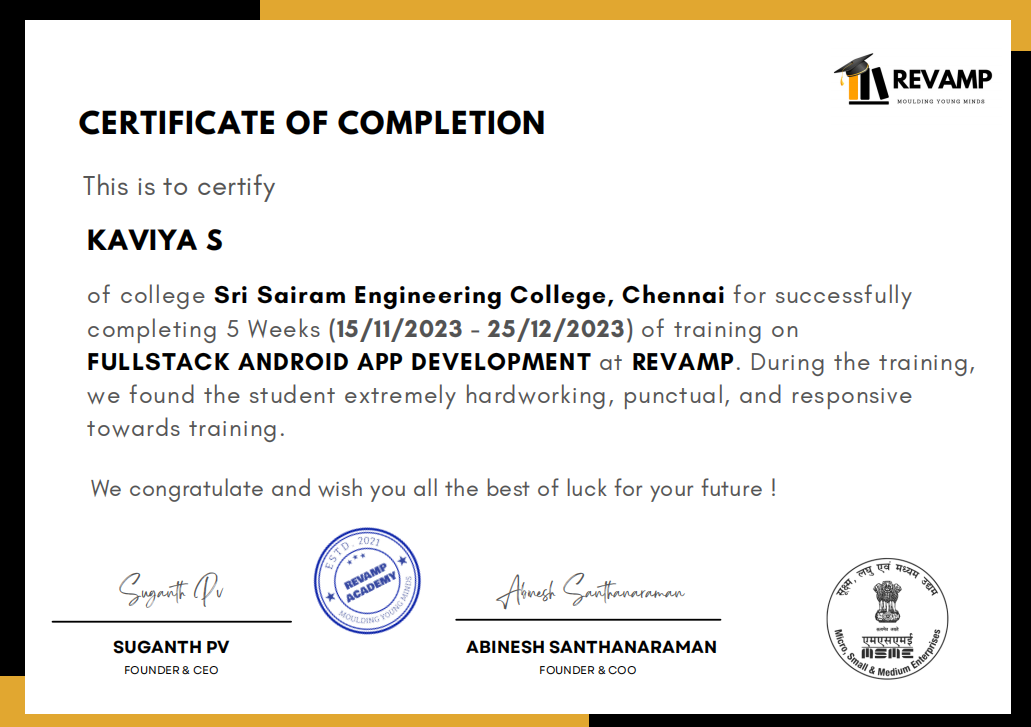 REVAMP
MOULDING YOUNG MINDS
CERTIFICATE OF COMPLETION
This is to certify
KAVIYA S
of college Sri Sairam Engineering College, Chennai for successfully
completing 5 Weeks (15/11/2023 - 25/12/2023) of training on
FULLSTACK ANDROID APP DEVELOPMENT at REVAMP. During the training,
we found the student extremely hardworking, punctual, and responsive
towards training.
We congratulate and wish you all the best of luck for your future !
Suganth Pv
SUGANTH PV
FOUNDER & CEO
ESTD. 2021
REVAMP
ACADEMY
MOULDING YOUNG MINDS
Abinesh Santhanaraman
ABINESH SANTHANARAMAN
FOUNDER & COO
सूक्ष्म, लघु एवं मध्यम उद्यम
सत्यमेव जयते
एमएसएमई
MSME
Micro, Small & Medium Enterprises